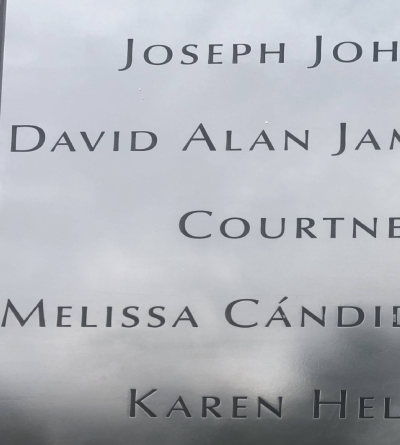 JOSEPH JOH
DAVID ALAN JAM
COURTNE
MELISSA CÁNDID
KAREN HEL